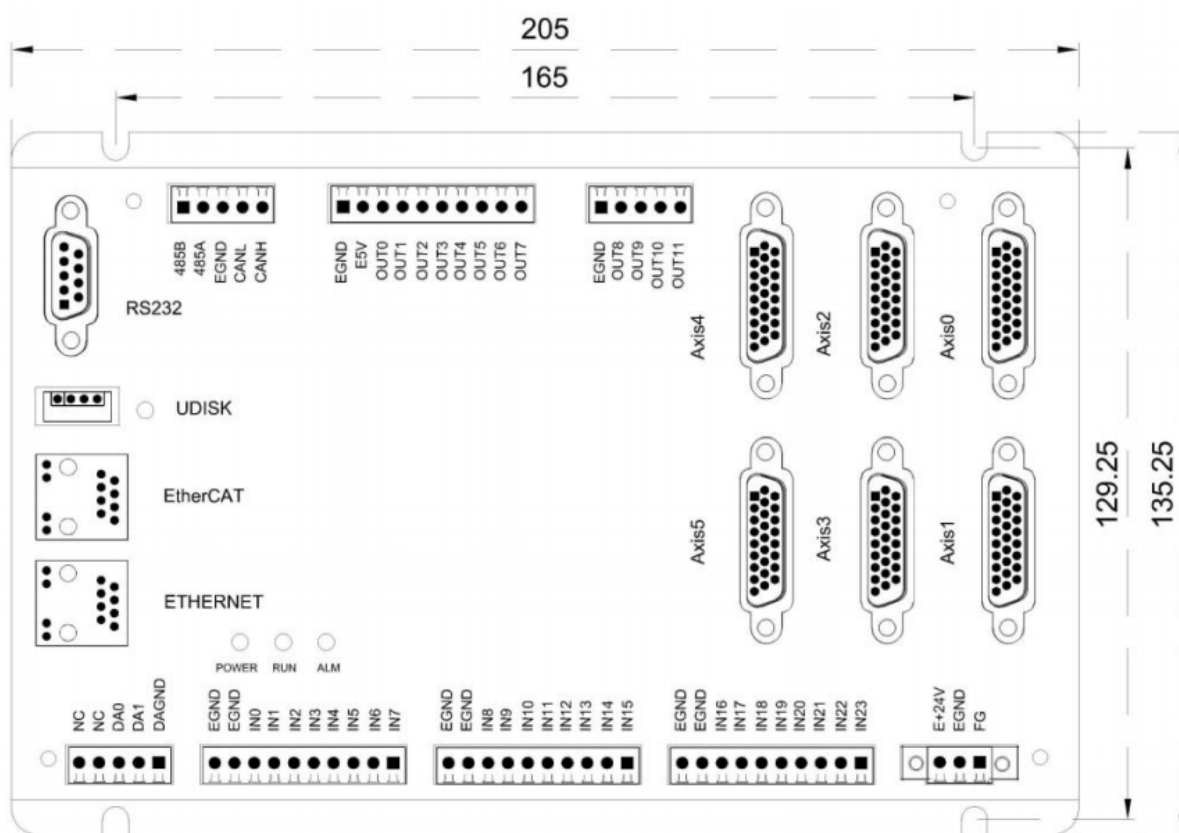 205
165
485B
485A
EGND
CANL
CANH
EGND
E5V
OUT0
OUT1
OUT2
OUT3
OUT4
OUT5
OUT6
OUT7
EGND
OUT8
OUT9
OUT10
OUT11
RS232
Axis4
Axis2
Axis0
UDISK
EtherCAT
Axis5
Axis3
Axis1
129.25
135.25
ETHERNET
POWER
RUN
ALM
NC
NC
DA0
DA1
DAGND
EGND
EGND
IN0
IN1
IN2
IN3
IN4
IN5
IN6
IN7
EGND
EGND
IN8
IN9
IN10
IN11
IN12
IN13
IN14
IN15
EGND
EGND
IN16
IN17
IN18
IN19
IN20
IN21
IN22
IN23
E+24V
EGND
FG